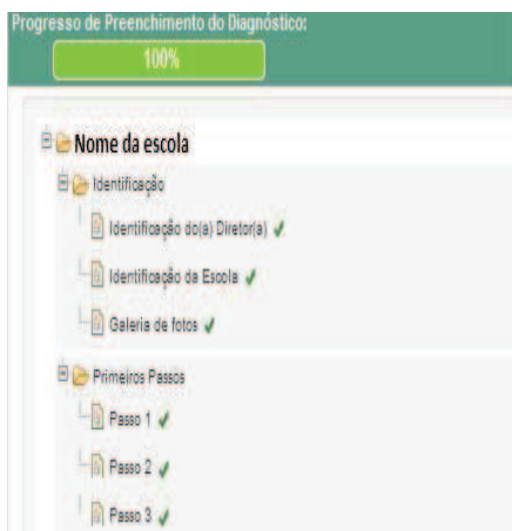 Progresso de Preenchimento do Diagnóstico:
100%
Nome da escola
Identificação
Identificação do(a) Diretor(a)
Identificação da Escola
Galeria de fotos
Primeiros Passos
Passo 1
Passo 2
Passo 3